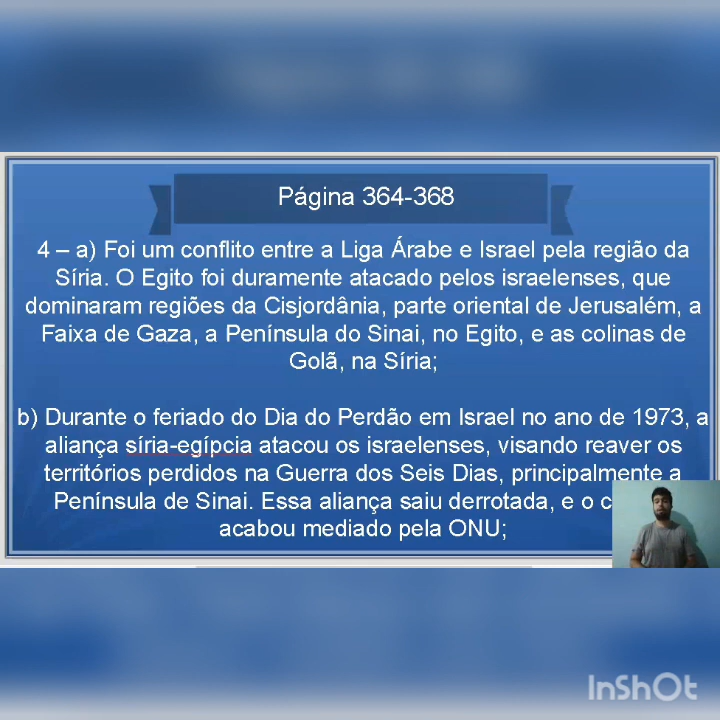 Página 364-368
4 – a) Foi um conflito entre a Liga Árabe e Israel pela região da
Síria. O Egito foi duramente atacado pelos israelenses, que
dominaram regiões da Cisjordânia, parte oriental de Jerusalém, a
Faixa de Gaza, a Península do Sinai, no Egito, e as colinas de
Golã, na Síria;
b) Durante o feriado do Dia do Perdão em Israel no ano de 1973, a
aliança síria-egípcia atacou os israelenses, visando reaver os
territórios perdidos na Guerra dos Seis Dias, principalmente a
Península de Sinai. Essa aliança saiu derrotada, e o
acabou mediado pela ONU;
InShOt